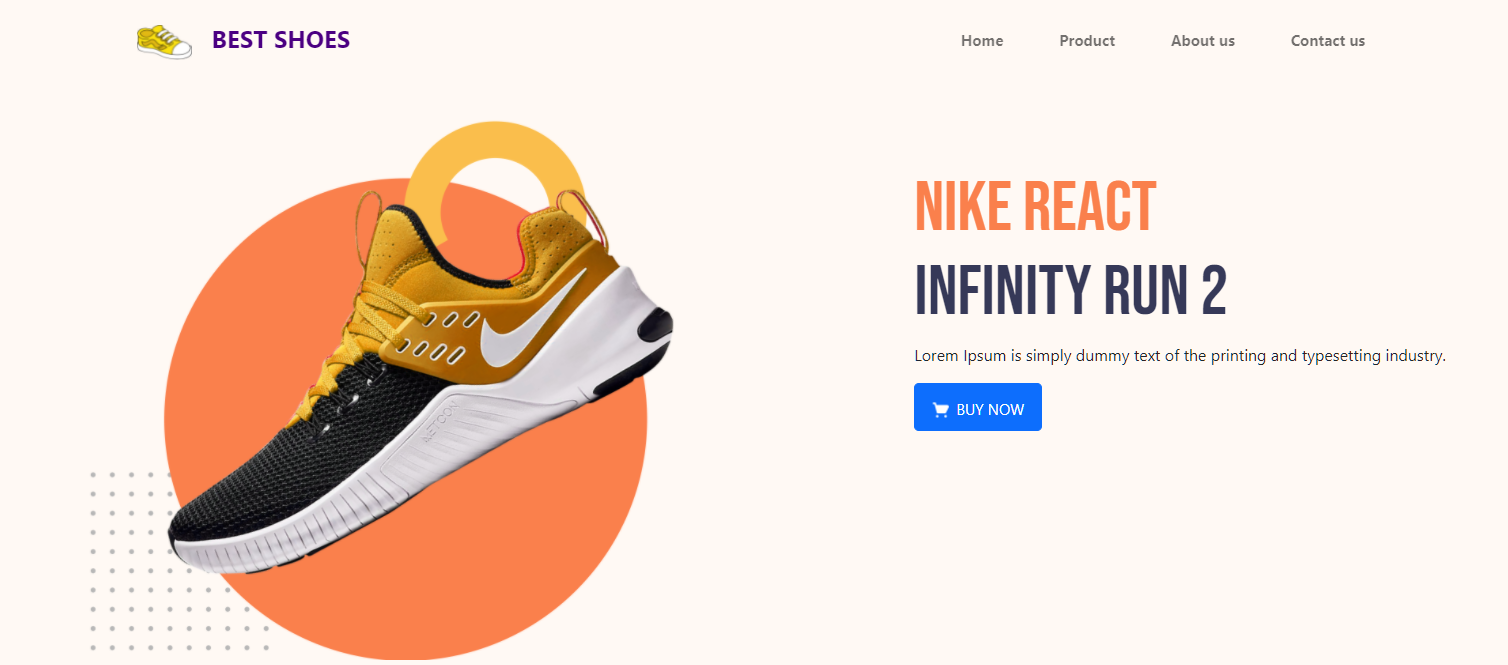 BEST SHOES
Home Product About us Contact us
NIKE REACT
INFINITY RUN 2
Lorem Ipsum is simply dummy text of the printing and typesetting industry.
BUY NOW